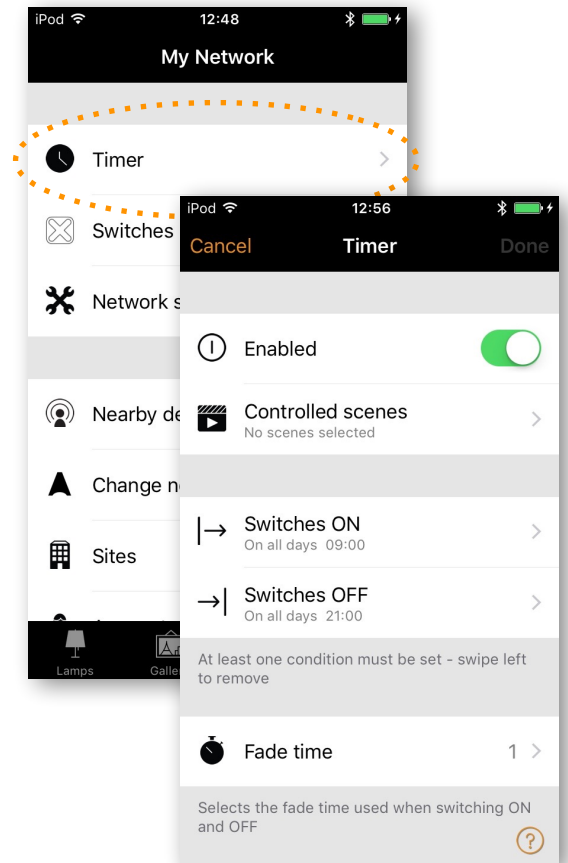 iPod 12:48
My Network
Timer
Switches
Network s
Nearby de
Change n
Sites
Lamps
iPod 12:56
Cancel Timer Done
Enabled
Controlled scenes
No scenes selected
Switches ON
On all days 09:00
Switches OFF
On all days 21:00
At least one condition must be set - swipe left
to remove
Fade time 1
Selects the fade time used when switching ON
and OFF
?